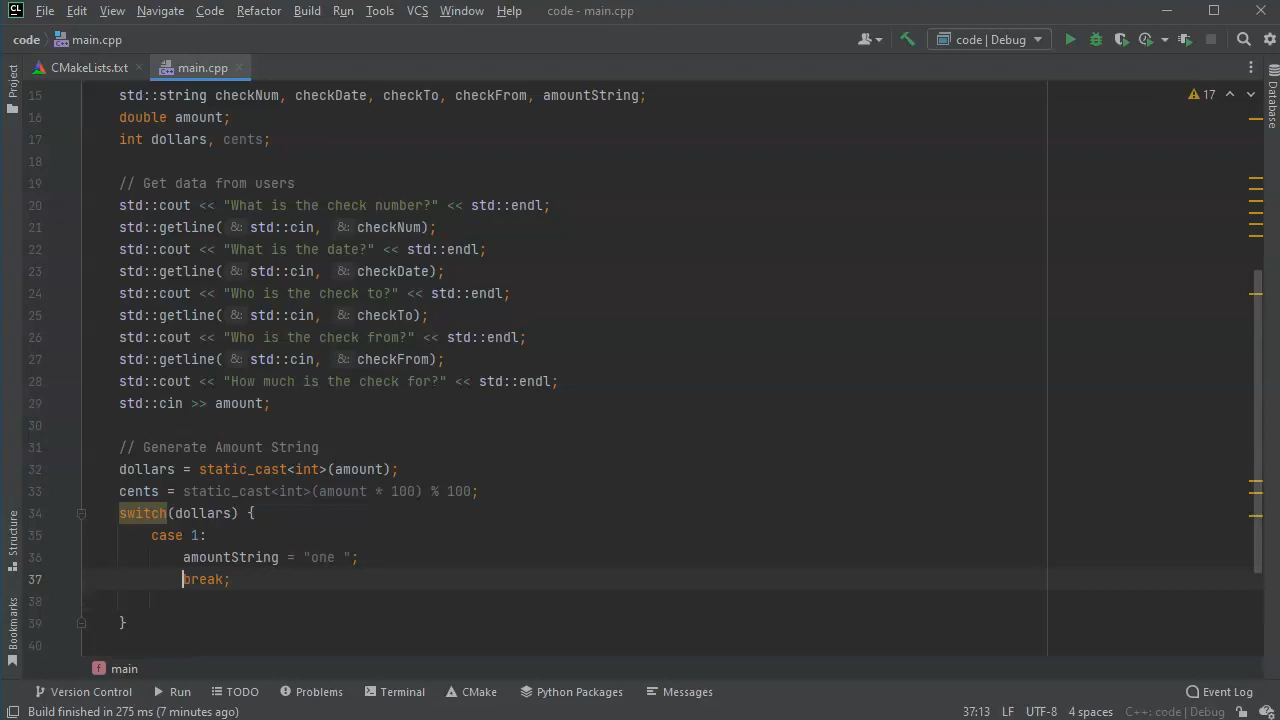 CL File Edit View Navigate Code Refactor Build Run Tools VCS Window Help code - main.cpp
code main.cpp code | Debug
CMakeLists.txt main.cpp
Project
Structure
Bookmarks
Database
17
15 std::string checkNum, checkDate, checkTo, checkFrom, amountString;
16 double amount;
17 int dollars, cents;
18
19 // Get data from users
20 std::cout << "What is the check number?" << std::endl;
21 std::getline( &: std::cin, &: checkNum);
22 std::cout << "What is the date?" << std::endl;
23 std::getline( &: std::cin, &: checkDate);
24 std::cout << "Who is the check to?" << std::endl;
25 std::getline( &: std::cin, &: checkTo);
26 std::cout << "Who is the check from?" << std::endl;
27 std::getline( &: std::cin, &: checkFrom);
28 std::cout << "How much is the check for?" << std::endl;
29 std::cin >> amount;
30
31 // Generate Amount String
32 dollars = static_cast<int>(amount);
33 cents = static_cast<int>(amount * 100) % 100;
34 switch(dollars) {
35 case 1:
36 amountString = "one ";
37 break;
38
39 }
40
f main
Version Control Run TODO Problems Terminal CMake Python Packages Messages Event Log
Build finished in 275 ms (7 minutes ago) 37:13 LF UTF-8 4 spaces C++: code | Debug